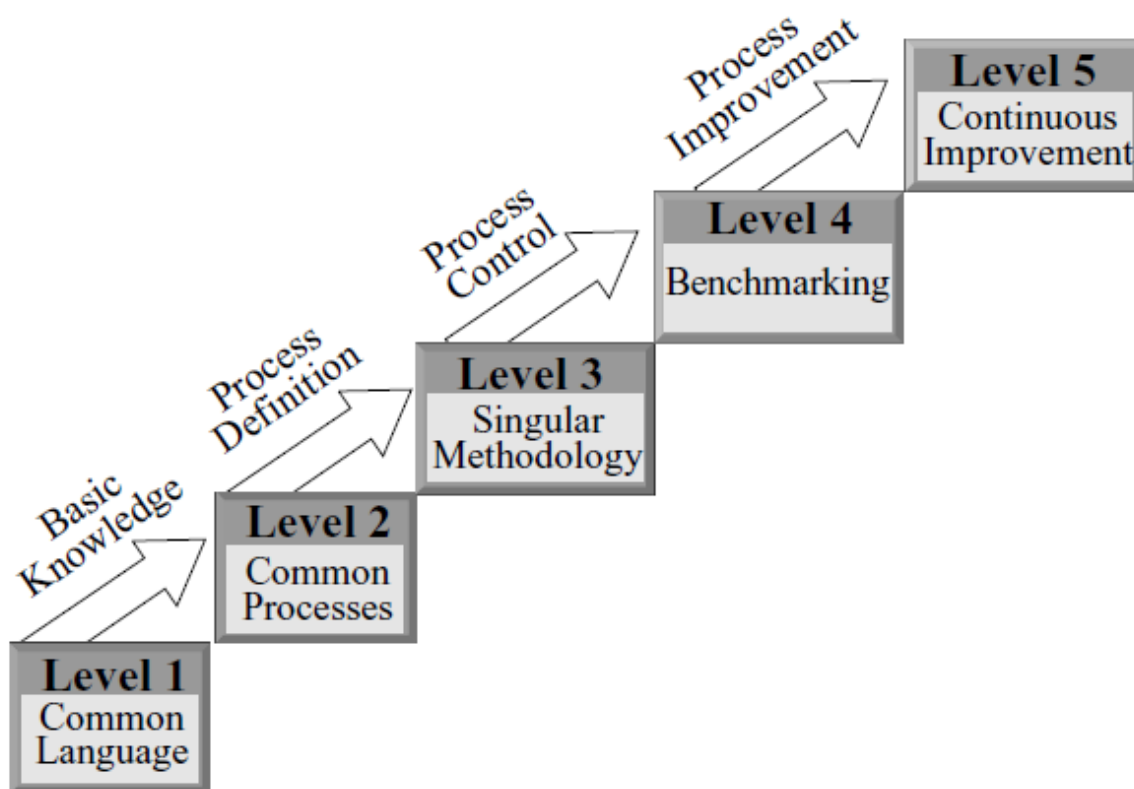 Process
Improvement
Level 5
Continuous
Improvement
Process
Control
Level 4
Benchmarking
Process
Definition
Level 3
Singular
Methodology
Basic
Knowledge
Level 2
Common
Processes
Level 1
Common
Language